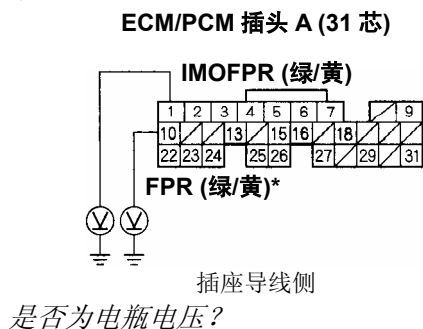 ECM/PCM 插头 A (31 芯)
IMOFPR (绿/黄)
1 2 3 4 5 6 7 9
10 13 15 16 18
22 23 24 25 26 27 29 31
FPR (绿/黄)*
V V
插座导线侧
是否为电瓶电压?